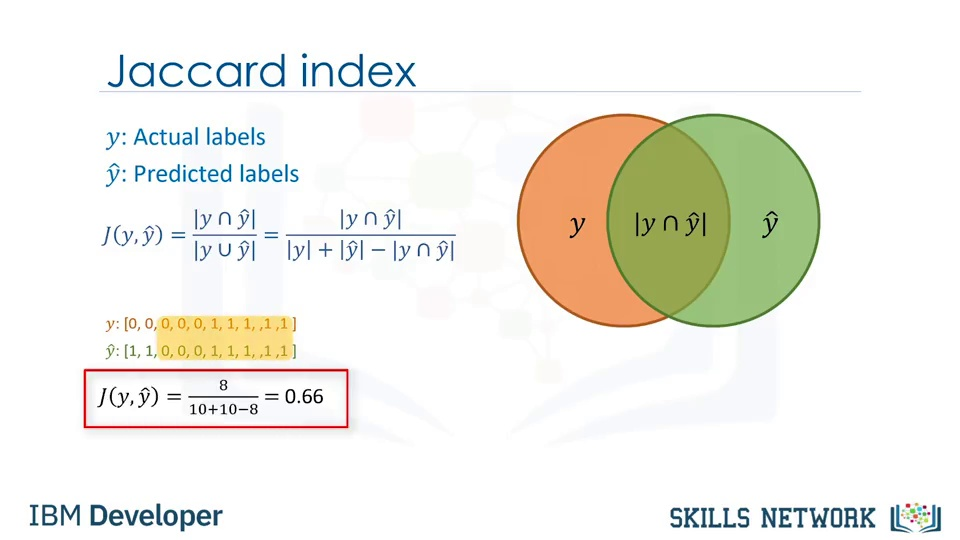 Jaccard index
y: Actual labels
ŷ: Predicted labels
J(y, ŷ) = |y ∩ ŷ| / |y ∪ ŷ| = |y ∩ ŷ| / |y| + |ŷ| − |y ∩ ŷ|
y |y ∩ ŷ| ŷ
y: [0, 0, 0, 0, 0, 1, 1, 1, ,1 ,1 ]
ŷ: [1, 1, 0, 0, 0, 1, 1, 1, ,1 ,1 ]
J(y, ŷ) = 8 / 10+10−8 = 0.66
IBM Developer
SKILLS NETWORK